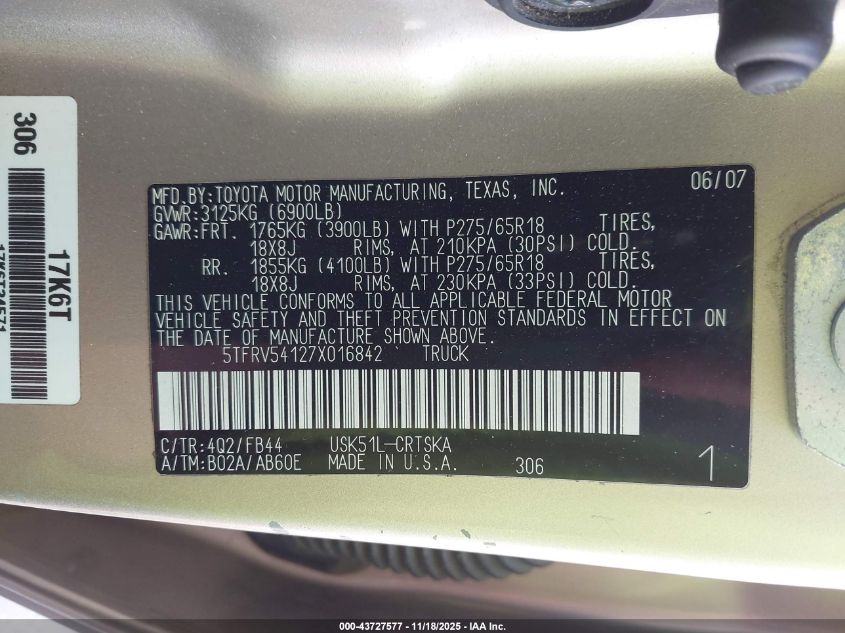 306
17K6T
MFD.BY:TOYOTA MOTOR MANUFACTURING, TEXAS, INC. 06/07
GVWR:3125KG (6900LB)
GAWR:FRT. 1765KG (3900LB) WITH P275/65R18 TIRES,
18X8J RIMS, AT 210KPA (30PSI) COLD.
RR. 1855KG (4100LB) WITH P275/65R18 TIRES,
18X8J RIMS, AT 230KPA (33PSI) COLD.
THIS VEHICLE CONFORMS TO ALL APPLICABLE FEDERAL MOTOR
VEHICLE SAFETY AND THEFT PREVENTION STANDARDS IN EFFECT ON
THE DATE OF MANUFACTURE SHOWN ABOVE.
5TFRV54127X016842 TRUCK
C/TR:4Q2/FB44 USK51L-CRTSKA
A/TM:B02A/AB60E MADE IN U.S.A. 306 1
000-43727577 - 11/18/2025 - IAA Inc.